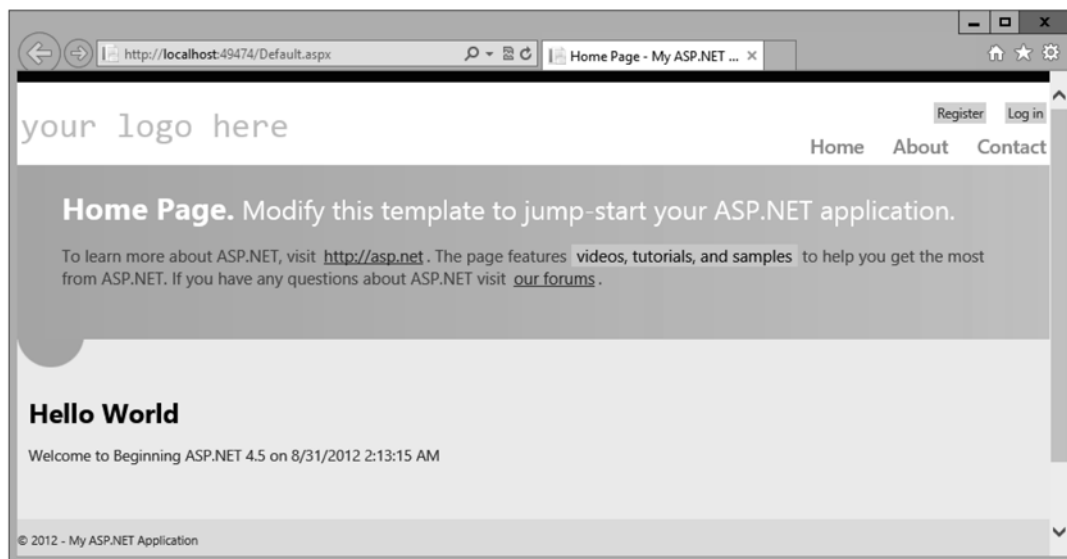 http://localhost:49474/Default.aspx
Home Page - My ASP.NET ...
your logo here
Register Log in
Home About Contact
Home Page. Modify this template to jump-start your ASP.NET application.
To learn more about ASP.NET, visit http://asp.net. The page features videos, tutorials, and samples to help you get the most
from ASP.NET. If you have any questions about ASP.NET visit our forums.
Hello World
Welcome to Beginning ASP.NET 4.5 on 8/31/2012 2:13:15 AM
© 2012 - My ASP.NET Application